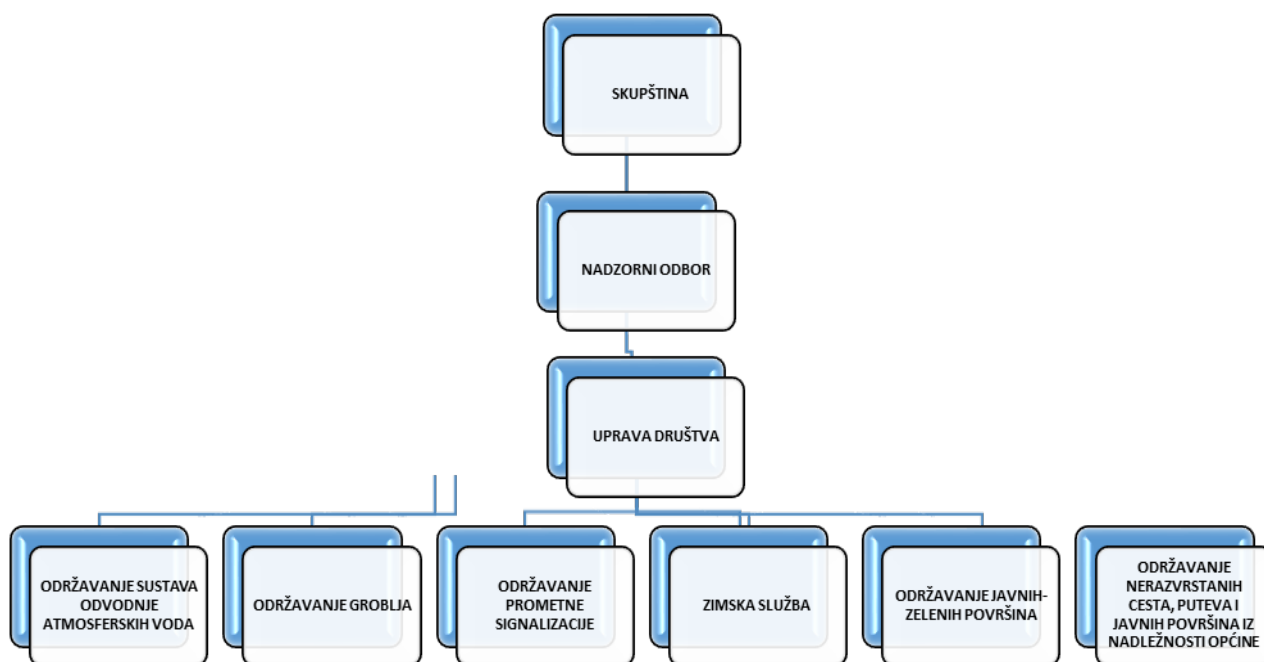 SKUPŠTINA
NADZORNI ODBOR
UPRAVA DRUŠTVA
ODRŽAVANJE SUSTAVA
ODVODNJE
ATMOSFERSKIH VODA
ODRŽAVANJE GROBLJA
ODRŽAVANJE
PROMETNE
SIGNALIZACIJE
ZIMSKA SLUŽBA
ODRŽAVANJE JAVNIH-
ZELENIH POVRŠINA
ODRŽAVANJE
NERAZVRSTANIH
CESTA, PUTEVA I
JAVNIH POVRŠINA IZ
NADLEŽNOSTI OPĆINE